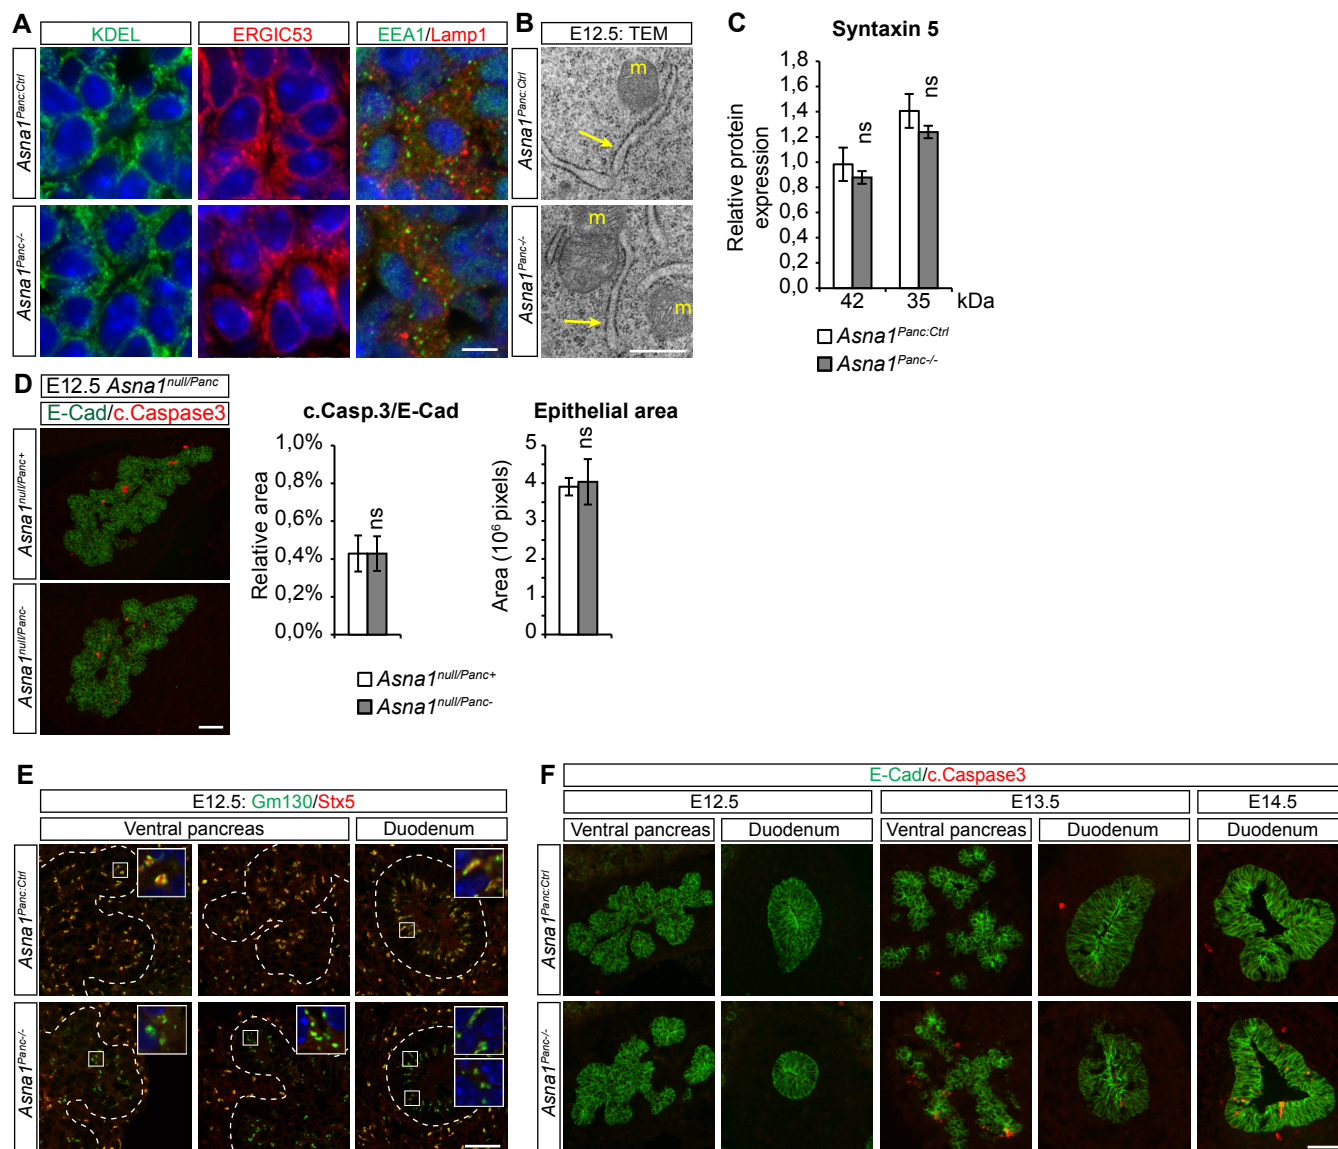 A
KDEL
ERGIC53
EEA1/Lamp1
Asna1Panc:Ctrl
Asna1Panc-/-
B
E12.5: TEM
m
m
m
C
Syntaxin 5
Relative protein
expression
1,8
1,6
1,4
1,2
1,0
0,8
0,6
0,4
0,2
0,0
ns
ns
42
35
kDa
Asna1Panc:Ctrl
Asna1Panc-/-
D
E12.5 Asna1null/Panc
E-Cad/c.Caspase3
Asna1null/Panc+
Asna1null/Panc-
c.Casp.3/E-Cad
Relative area
1,0%
0,8%
0,6%
0,4%
0,2%
0,0%
ns
Epithelial area
Area (10⁶ pixels)
5
4
3
2
1
0
ns
Asna1null/Panc+
Asna1null/Panc-
E
E12.5: Gm130/Stx5
Ventral pancreas
Duodenum
Asna1Panc:Ctrl
Asna1Panc-/-
F
E-Cad/c.Caspase3
E12.5
E13.5
E14.5
Ventral pancreas
Duodenum
Ventral pancreas
Duodenum
Duodenum
Asna1Panc:Ctrl
Asna1Panc-/-